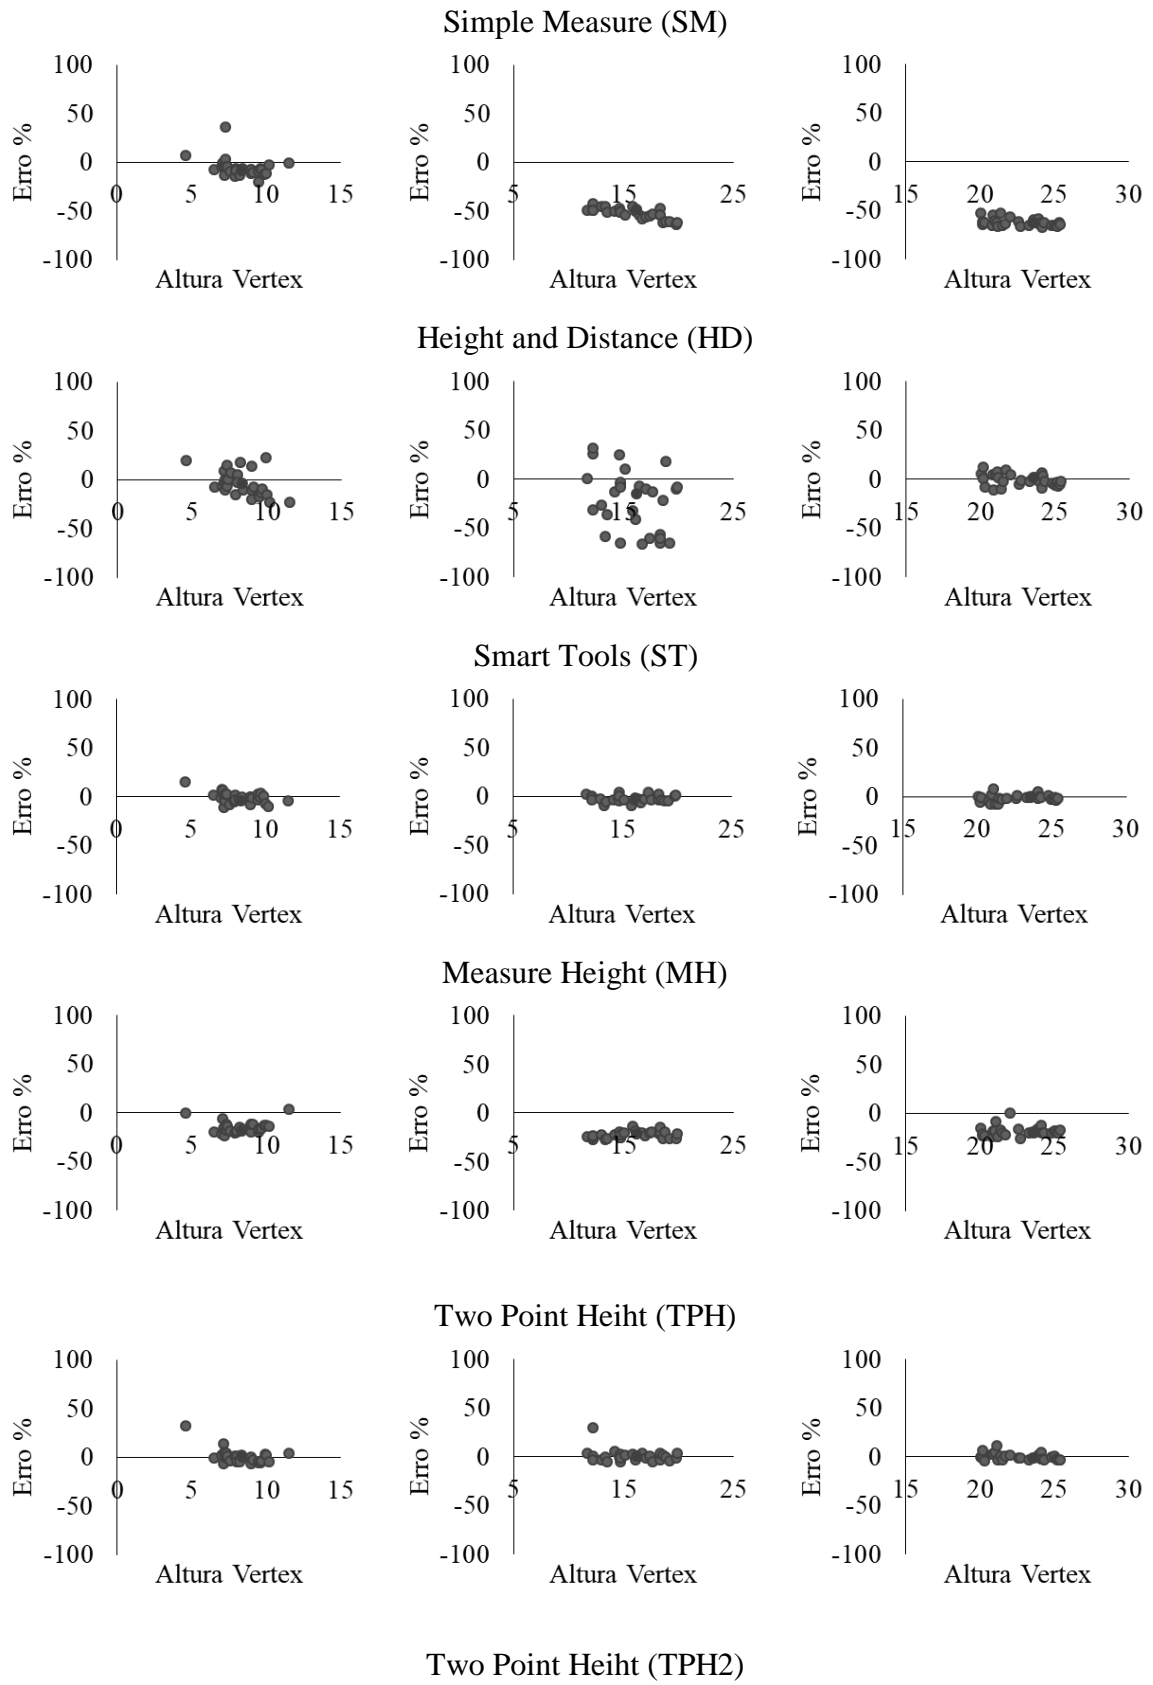 Simple Measure (SM)
100 100 100
50 50 50
0 0 0
0 5 10 15 5 15 25 15 20 25 30
-50 -50 -50
-100 -100 -100
Erro % Erro % Erro %
Altura Vertex Altura Vertex Altura Vertex
Height and Distance (HD)
100 100 100
50 50 50
0 0 0
0 5 10 15 5 15 25 15 20 25 30
-50 -50 -50
-100 -100 -100
Erro % Erro % Erro %
Altura Vertex Altura Vertex Altura Vertex
Smart Tools (ST)
100 100 100
50 50 50
0 0 0
0 5 10 15 5 15 25 15 20 25 30
-50 -50 -50
-100 -100 -100
Erro % Erro % Erro %
Altura Vertex Altura Vertex Altura Vertex
Measure Height (MH)
100 100 100
50 50 50
0 0 0
0 5 10 15 5 15 25 15 20 25 30
-50 -50 -50
-100 -100 -100
Erro % Erro % Erro %
Altura Vertex Altura Vertex Altura Vertex
Two Point Heiht (TPH)
100 100 100
50 50 50
0 0 0
0 5 10 15 5 15 25 15 20 25 30
-50 -50 -50
-100 -100 -100
Erro % Erro % Erro %
Altura Vertex Altura Vertex Altura Vertex
Two Point Heiht (TPH2)